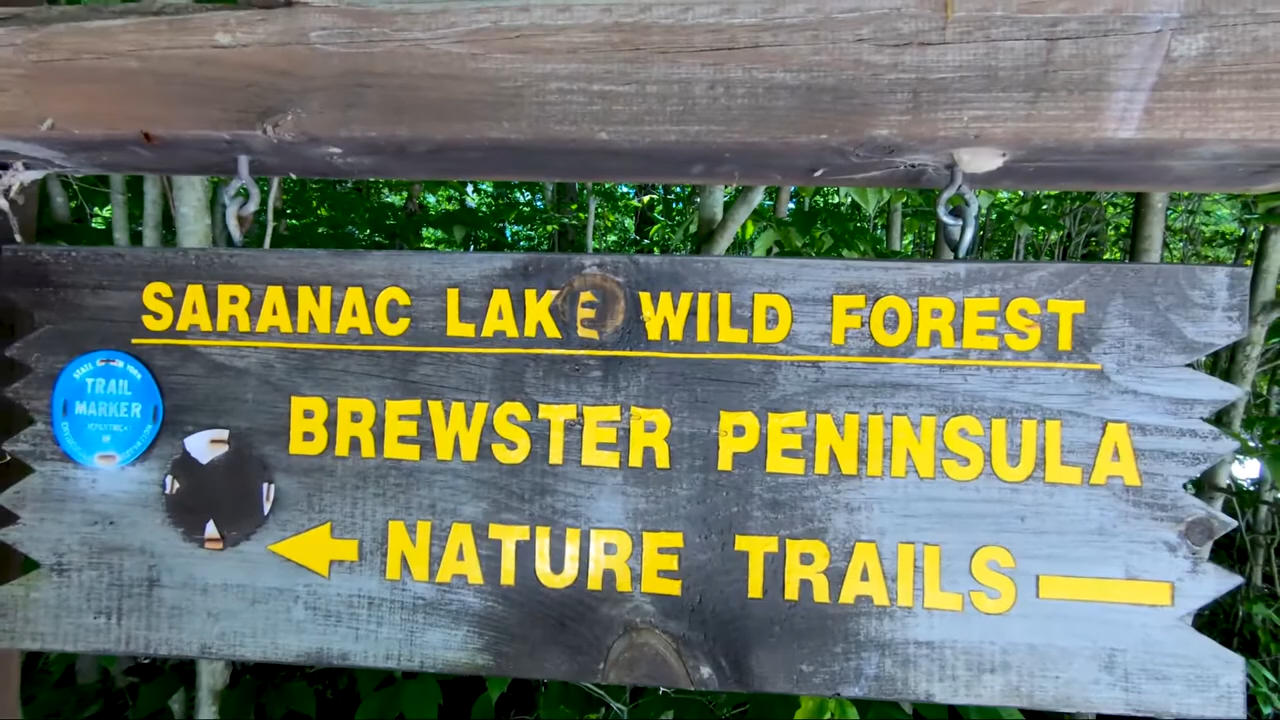 SARANAC LAKE WILD FOREST
BREWSTER PENINSULA
NATURE TRAILS
TRAIL
MARKER